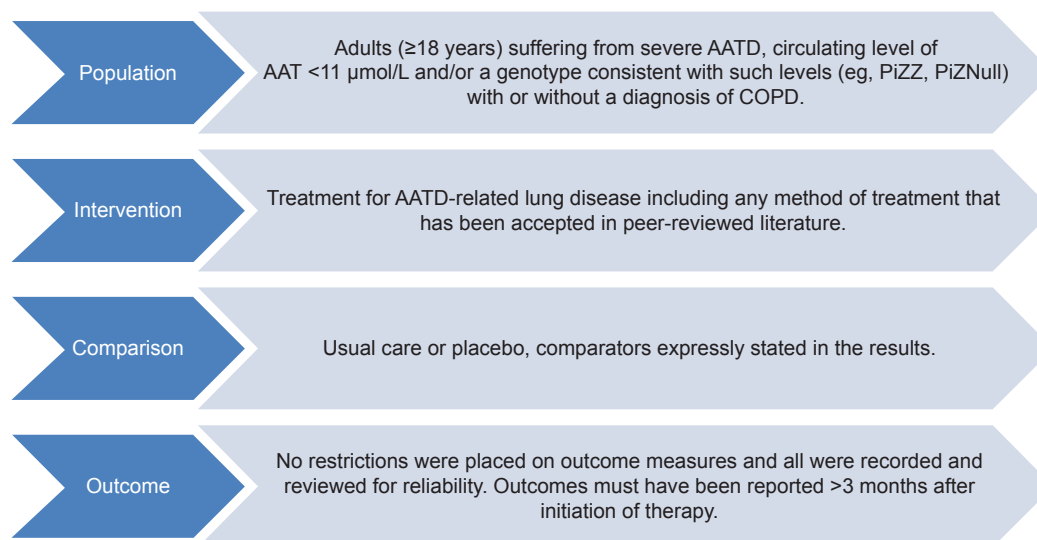 Population
Adults (≥18 years) suffering from severe AATD, circulating level of
AAT <11 μmol/L and/or a genotype consistent with such levels (eg, PiZZ, PiZNull)
with or without a diagnosis of COPD.
Intervention
Treatment for AATD-related lung disease including any method of treatment that
has been accepted in peer-reviewed literature.
Comparison
Usual care or placebo, comparators expressly stated in the results.
Outcome
No restrictions were placed on outcome measures and all were recorded and
reviewed for reliability. Outcomes must have been reported >3 months after
initiation of therapy.